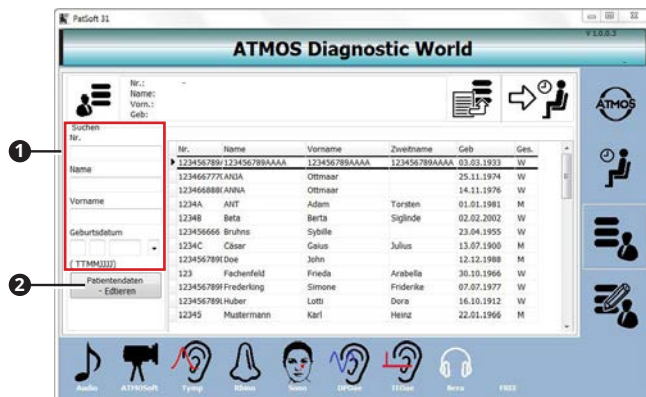 PatSoft 31
V 1.0.0.3
ATMOS Diagnostic World
Nr.: -
Name:
Vorn.:
Geb:
ATMOS
1
Suchen
Nr.
Name
Vorname
Geburtsdatum
( TTMMJJJJ)
2
Patientendaten
- Edtieren
Nr. Name Vorname Zweitname Geb Ges.
123456789/ 123456789AAAA 123456789AAAA 123456789AAAA 03.03.1933 W
123466777( ANJA Ottmaar 25.11.1974 W
123466888( ANNA Ottmaar 14.11.1976 W
1234A ANT Adam Torsten 01.01.1981 M
1234B Beta Berta Siglinde 02.02.2002 W
123456666 Bruhns Sybille 23.04.1955 W
1234C Cäsar Gaius Julius 13.07.1900 M
123456789( Doe John 12.12.1988 M
123 Fachenfeld Frieda Arabella 30.10.1966 W
123456789( Frederking Simone Friderike 07.07.1977 W
123456789( Huber Lotti Dora 16.10.1912 W
12345 Mustermann Karl Heinz 22.01.1966 M
Audio ATMOSoft Tymp Rhino Sono DPOae TEOae Bera FREE